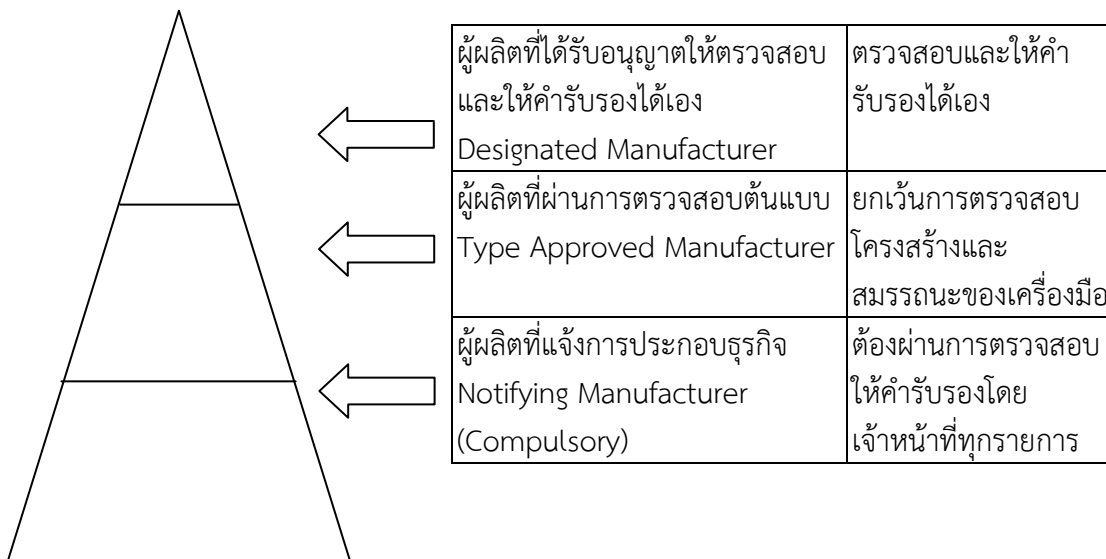 ผู้ผลิตที่ได้รับอนุญาตให้ตรวจสอบ
และให้คำรับรองได้เอง
Designated Manufacturer
ตรวจสอบและให้คำ
รับรองได้เอง
ผู้ผลิตที่ผ่านการตรวจสอบต้นแบบ
Type Approved Manufacturer
ยกเว้นการตรวจสอบ
โครงสร้างและ
สมรรถนะของเครื่องมือ
ผู้ผลิตที่แจ้งการประกอบธุรกิจ
Notifying Manufacturer
(Compulsory)
ต้องผ่านการตรวจสอบ
ให้คำรับรองโดย
เจ้าหน้าที่ทุกรายการ